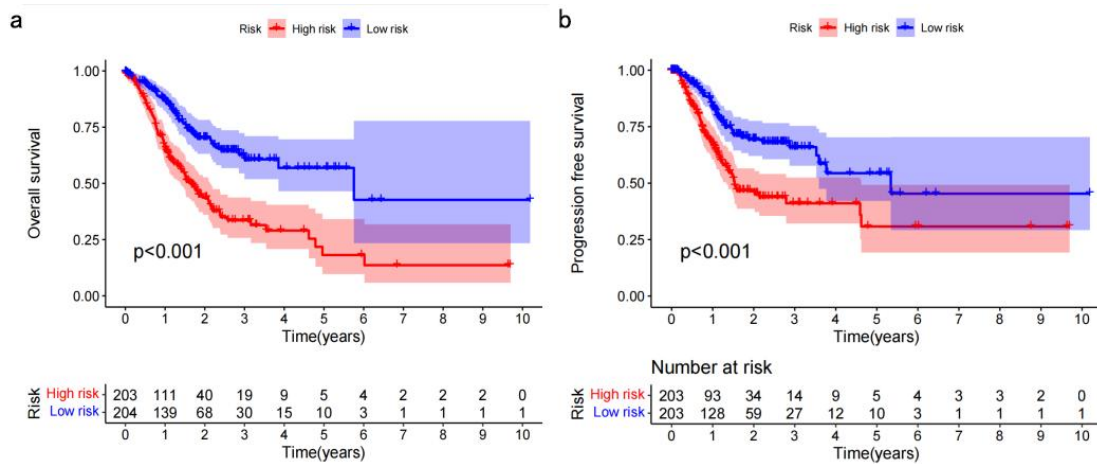 a
Risk High risk Low risk
Overall survival
1.00
0.75
0.50
0.25
0.00
p<0.001
0 1 2 3 4 5 6 7 8 9 10
Time(years)
Risk
High risk 203 111 40 19 9 5 4 2 2 2 0
Low risk 204 139 68 30 15 10 3 1 1 1 1
0 1 2 3 4 5 6 7 8 9 10
Time(years)
b
Risk High risk Low risk
Progression free survival
1.00
0.75
0.50
0.25
0.00
p<0.001
0 1 2 3 4 5 6 7 8 9 10
Time(years)
Number at risk
Risk
High risk 203 93 34 14 9 5 4 3 3 2 0
Low risk 203 128 59 27 12 10 3 1 1 1 1
0 1 2 3 4 5 6 7 8 9 10
Time(years)